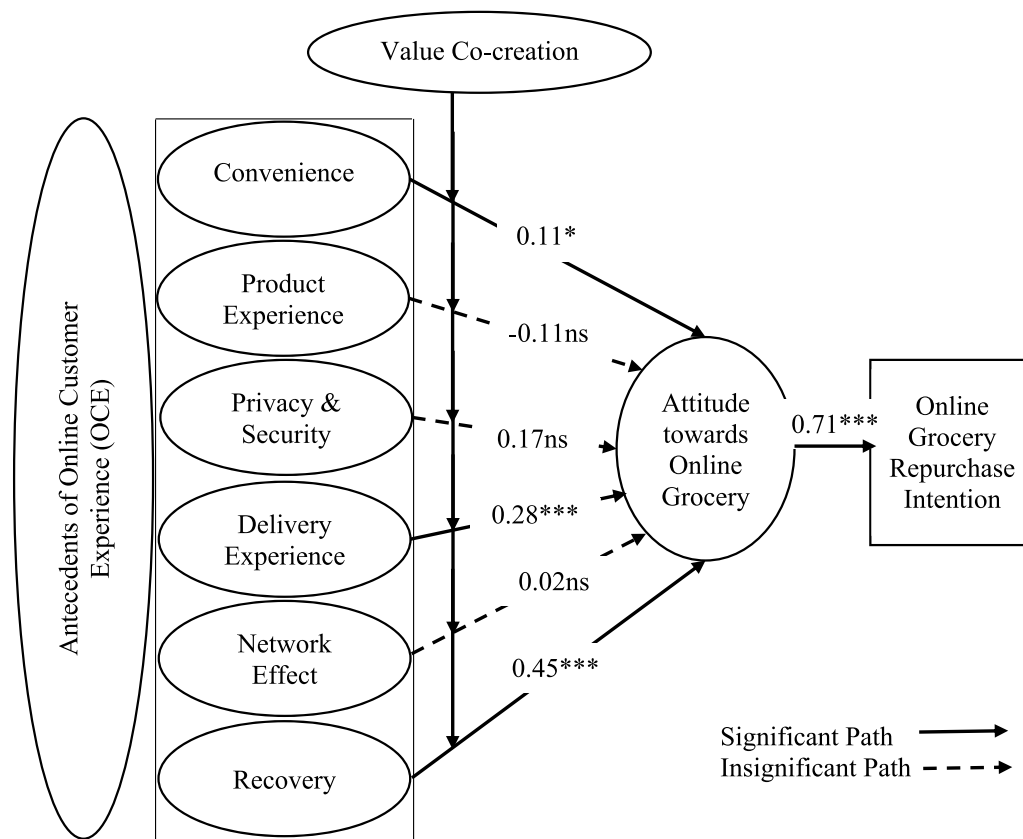 Value Co-creation
Antecedents of Online Customer
Experience (OCE)
Convenience
0.11*
Product
Experience
-0.11ns
Privacy &
Security
0.17ns
Delivery
Experience
0.28***
Network
Effect
0.02ns
Recovery
0.45***
Attitude
towards
Online
Grocery
0.71***
Online
Grocery
Repurchase
Intention
Significant Path
Insignificant Path